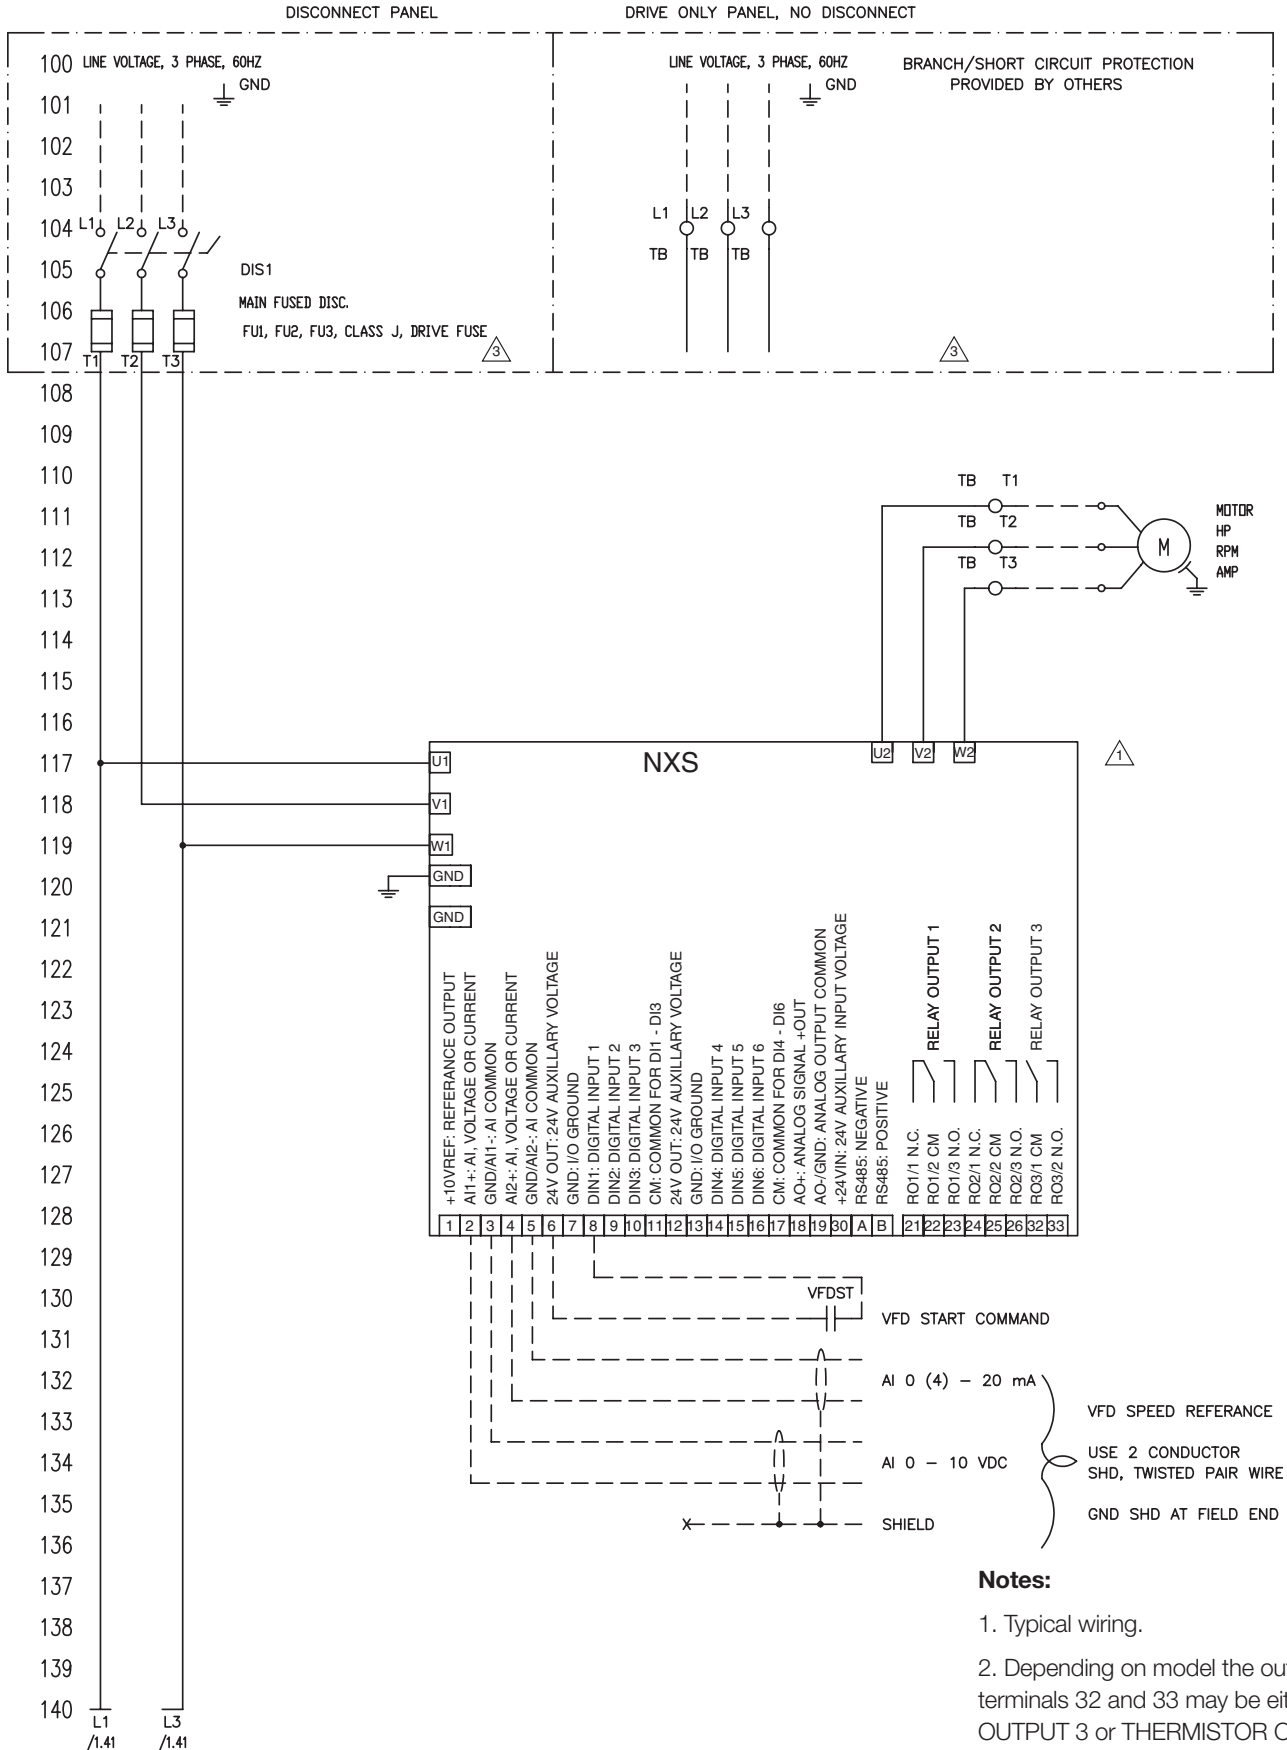 DISCONNECT PANEL
DRIVE ONLY PANEL, NO DISCONNECT
100 LINE VOLTAGE, 3 PHASE, 60HZ
LINE VOLTAGE, 3 PHASE, 60HZ
BRANCH/SHORT CIRCUIT PROTECTION
PROVIDED BY OTHERS
GND
GND
101
102
103
104
L1 L2 L3
L1 L2 L3
TB TB TB
105
DIS1
106
MAIN FUSED DISC.
FU1, FU2, FU3, CLASS J, DRIVE FUSE
3
3
107
T1 T2 T3
108
109
110
TB T1
111
TB T2
112
TB T3
113
M
MOTOR
HP
RPM
AMP
114
115
116
117
U1
NXS
U2 V2 W2
1
118
V1
119
W1
120
GND
121
GND
122
123
124
125
126
127
128
+10VREF: REFERANCE OUTPUT
AI1+: AI, VOLTAGE OR CURRENT
GND/AI1-: AI COMMON
AI2+: AI, VOLTAGE OR CURRENT
GND/AI2-: AI COMMON
24V OUT: 24V AUXILLARY VOLTAGE
GND: I/O GROUND
DIN1: DIGITAL INPUT 1
DIN2: DIGITAL INPUT 2
DIN3: DIGITAL INPUT 3
CM: COMMON FOR DI1 - DI3
24V OUT: 24V AUXILLARY VOLTAGE
GND: I/O GROUND
DIN4: DIGITAL INPUT 4
DIN5: DIGITAL INPUT 5
DIN6: DIGITAL INPUT 6
CM: COMMON FOR DI4 - DI6
AO+: ANALOG SIGNAL +OUT
AO-/GND: ANALOG OUTPUT COMMON
+24VIN: 24V AUXILLARY INPUT VOLTAGE
RS485: NEGATIVE
RS485: POSITIVE
RELAY OUTPUT 1
RELAY OUTPUT 2
RELAY OUTPUT 3
RO1/1 N.C.
RO1/2 CM
RO1/3 N.O.
RO2/1 N.C.
RO2/2 CM
RO2/3 N.O.
RO3/1 CM
RO3/2 N.O.
1 2 3 4 5 6 7 8 9 10 11 12 13 14 15 16 17 18 19 30 A B 21 22 23 24 25 26 32 33
129
130
VFDST
VFD START COMMAND
131
132
AI 0 (4) – 20 mA
133
VFD SPEED REFERANCE
134
AI 0 – 10 VDC
USE 2 CONDUCTOR
SHD, TWISTED PAIR WIRE
135
SHIELD
GND SHD AT FIELD END
136
137
138
139
140
L1
/1.41
L3
/1.41
Notes:
1. Typical wiring.
2. Depending on model the
terminals 32 and 33 may be
OUTPUT 3 or THERMISTOR